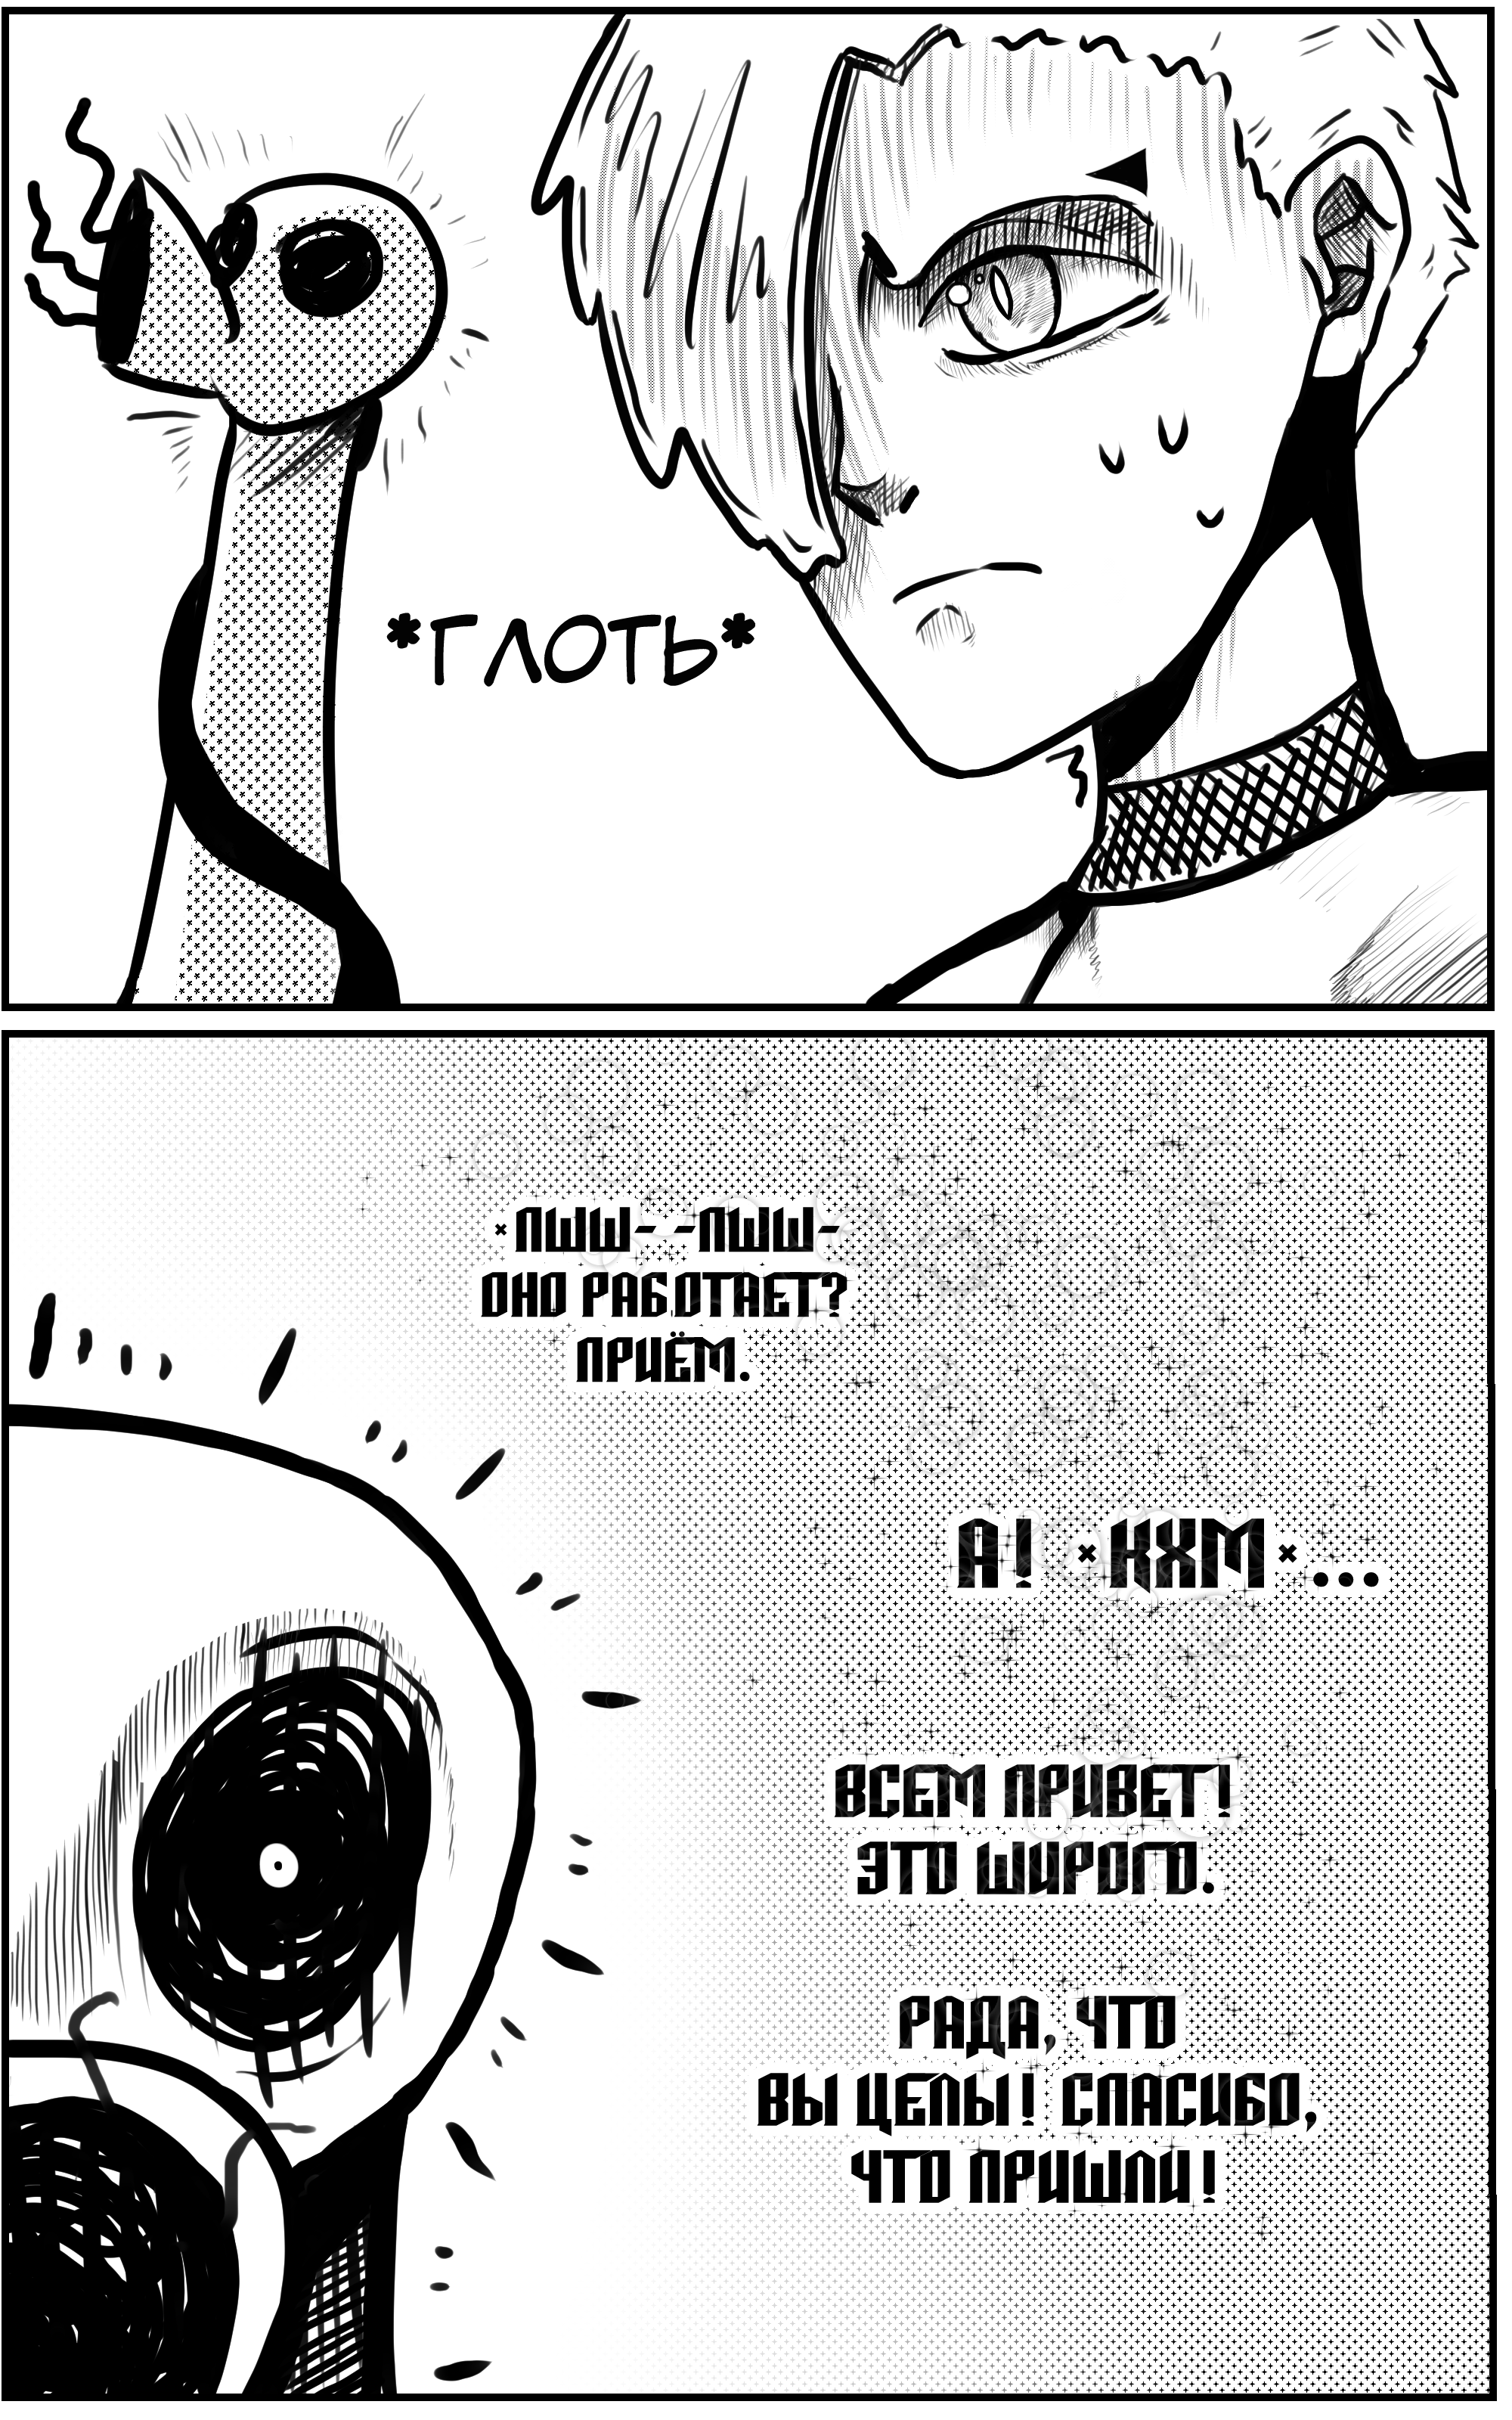 *ГЛОТЬ*
*ПШШ- -ПШШ-
ОНО РАБОТАЕТ?
ПРИЁМ.
А! *КХМ*...
ВСЕМ ПРИВЕТ!
ЭТО ШИРОГО.
РАДА, ЧТО
ВЫ ЦЕЛЫ! СПАСИБО,
ЧТО ПРИШЛИ!